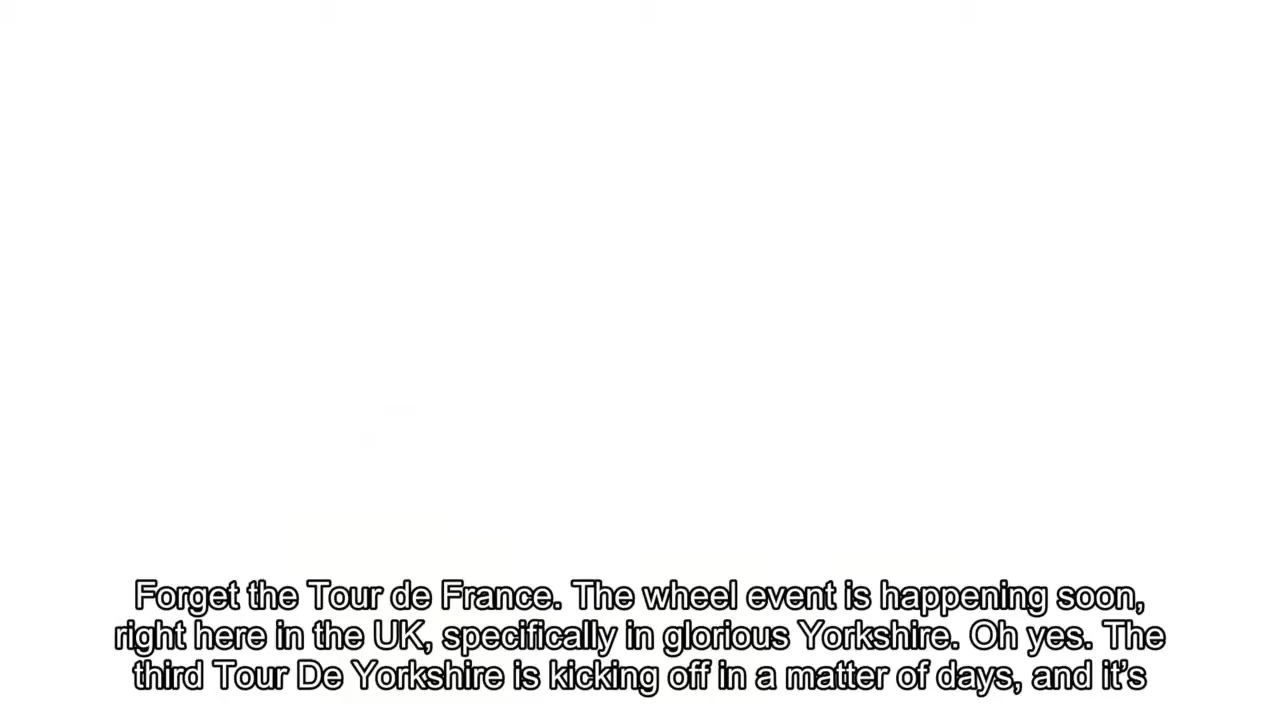 Forget the Tour de France. The wheel event is happening soon,
right here in the UK, specifically in glorious Yorkshire. Oh yes. The
third Tour De Yorkshire is kicking off in a matter of days, and it’s